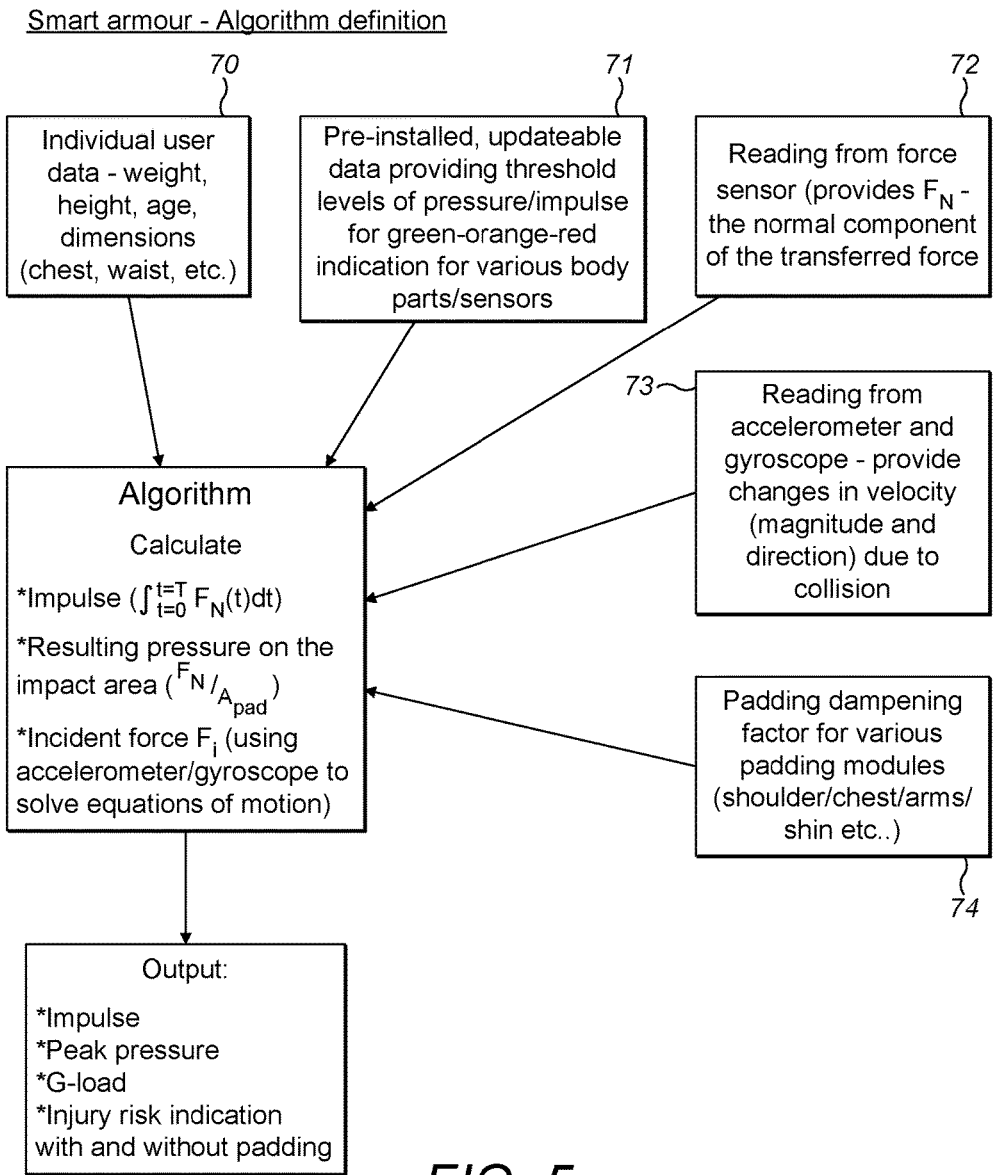 Smart armour - Algorithm definition
70
Individual user
data - weight,
height, age,
dimensions
(chest, waist, etc.)
71
Pre-installed, updateable
data providing threshold
levels of pressure/impulse
for green-orange-red
indication for various body
parts/sensors
72
Reading from force
sensor (provides F_N -
the normal component
of the transferred force
73
Reading from
accelerometer and
gyroscope - provide
changes in velocity
(magnitude and
direction) due to
collision
Algorithm
Calculate
*Impulse (∫_{t=0}^{t=T} F_N(t)dt)
*Resulting pressure on the
impact area (F_N/A_pad)
*Incident force F_i (using
accelerometer/gyroscope to
solve equations of motion)
Padding dampening
factor for various
padding modules
(shoulder/chest/arms/
shin etc..)
74
Output:
*Impulse
*Peak pressure
*G-load
*Injury risk indication
with and without padding
FIG. 5